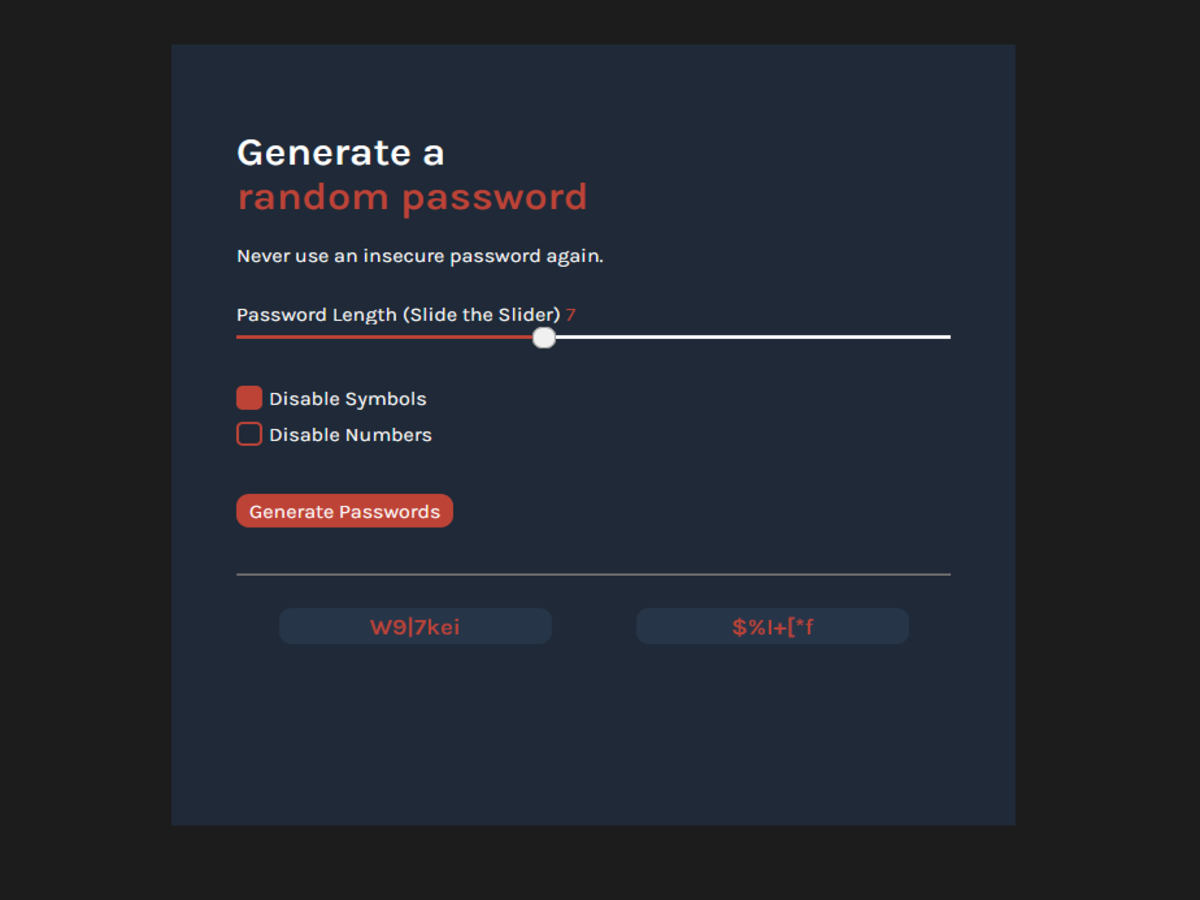 Generate a
random password
Never use an insecure password again.
Password Length (Slide the Slider) 7
Disable Symbols
Disable Numbers
Generate Passwords
W9|7kei $%I+[*f